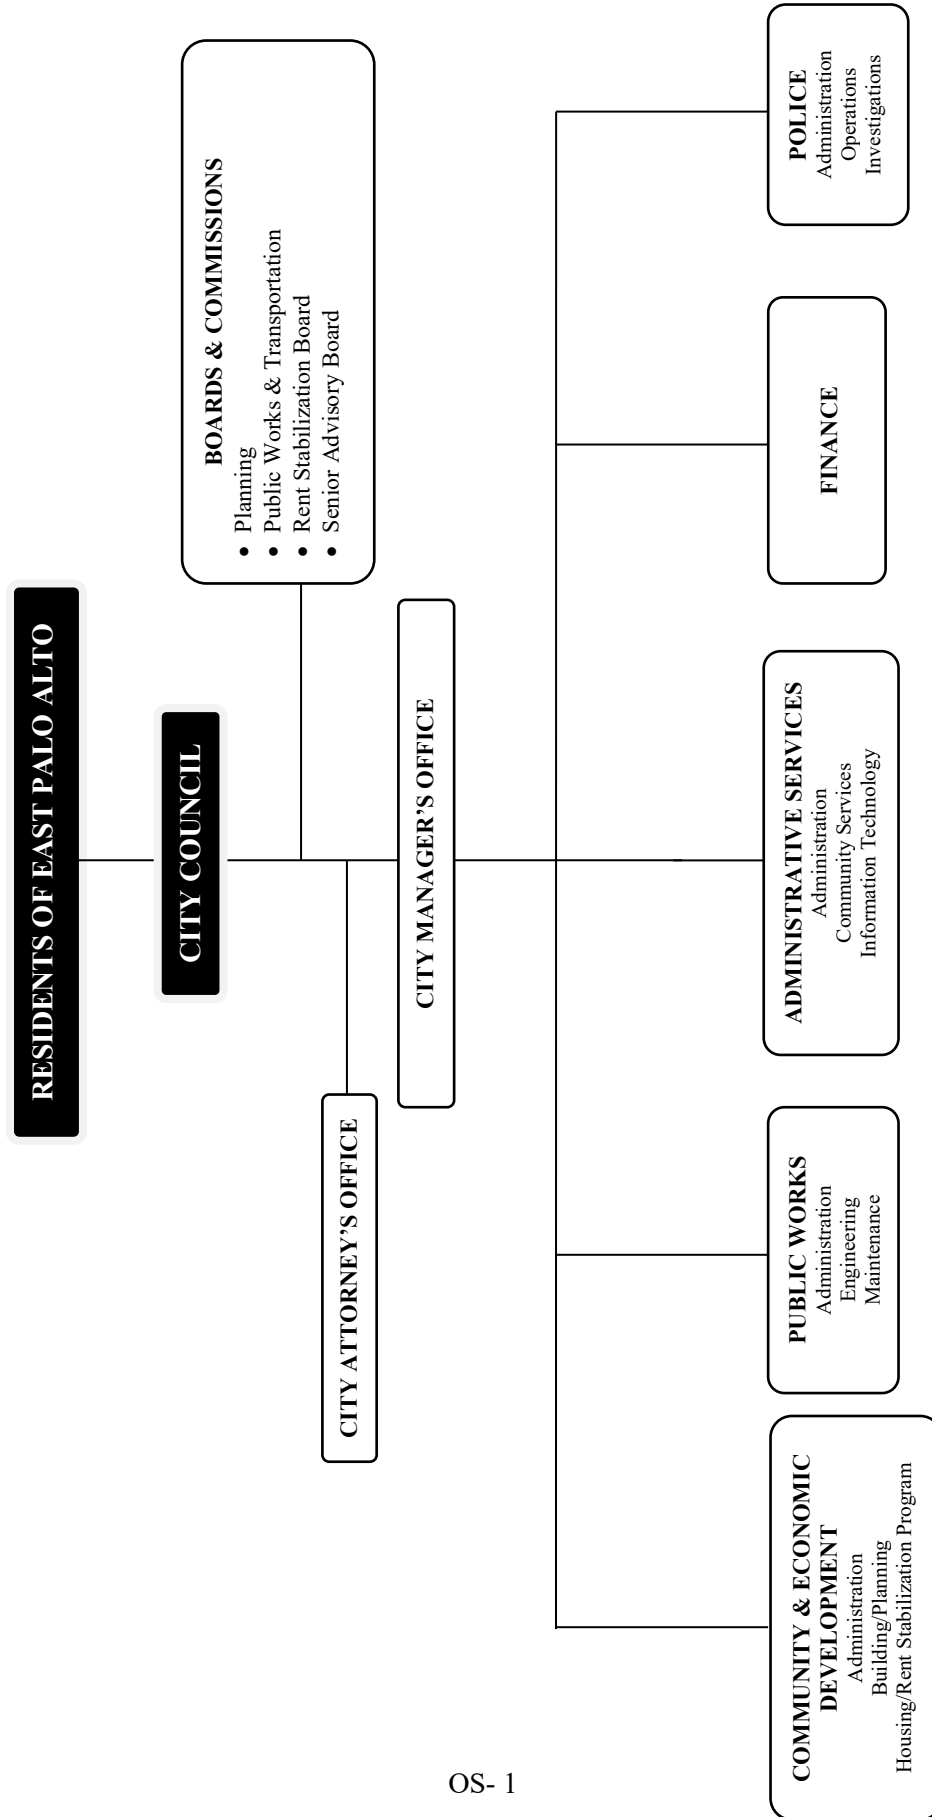 RESIDENTS OF EAST PALO ALTO
CITY COUNCIL
BOARDS & COMMISSIONS
• Planning
• Public Works & Transportation
• Rent Stabilization Board
• Senior Advisory Board
CITY ATTORNEY’S OFFICE
CITY MANAGER’S OFFICE
COMMUNITY & ECONOMIC
DEVELOPMENT
Administration
Building/Planning
Housing/Rent Stabilization Program
PUBLIC WORKS
Administration
Engineering
Maintenance
ADMINISTRATIVE SERVICES
Administration
Community Services
Information Technology
FINANCE
POLICE
Administration
Operations
Investigations
OS- 1